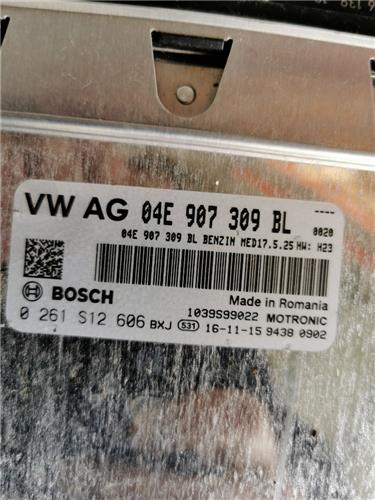 VW AG 04E 907 309 BL ----
0020
04E 907 309 BL BENZIN MED17.5.25 HW: H23
BOSCH
Made in Romania
1039S99022 MOTRONIC
0 261 S12 606 BXJ 531 16-11-15 9438 0902